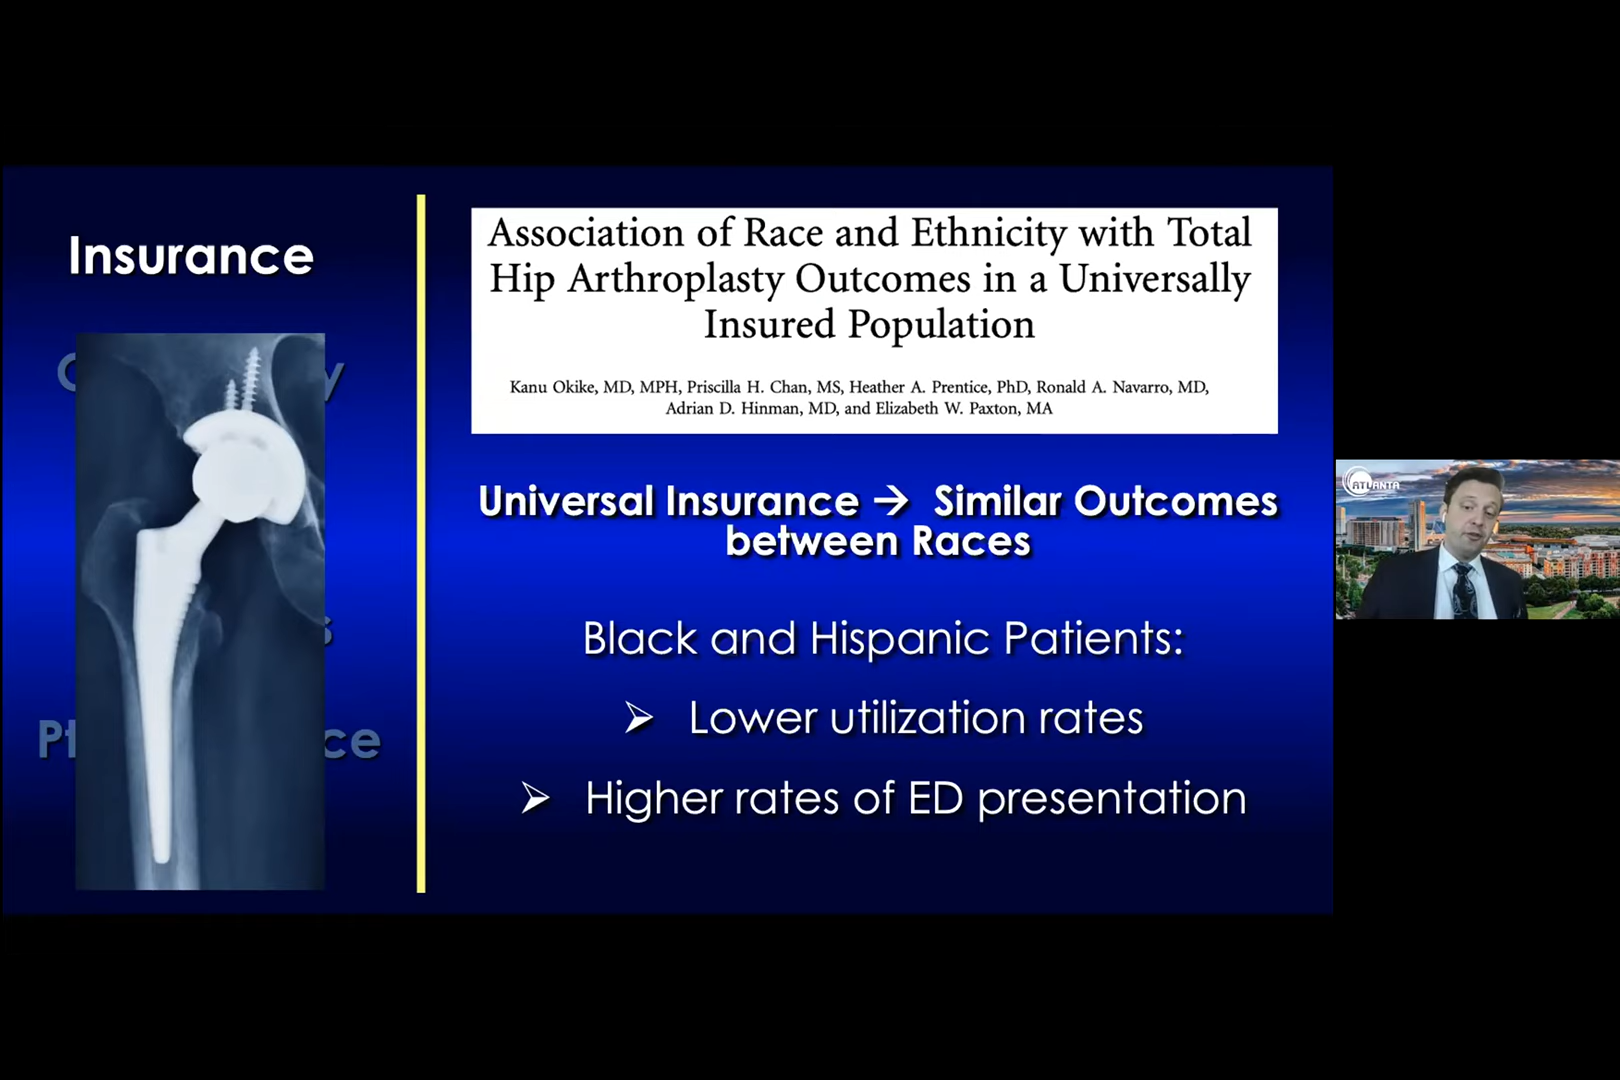 Insurance
Association of Race and Ethnicity with Total
Hip Arthroplasty Outcomes in a Universally
Insured Population
Kanu Okike, MD, MPH, Priscilla H. Chan, MS, Heather A. Prentice, PhD, Ronald A. Navarro, MD,
Adrian D. Hinman, MD, and Elizabeth W. Paxton, MA
Universal Insurance → Similar Outcomes
between Races
Black and Hispanic Patients:
➢ Lower utilization rates
➢ Higher rates of ED presentation
ATLANTA